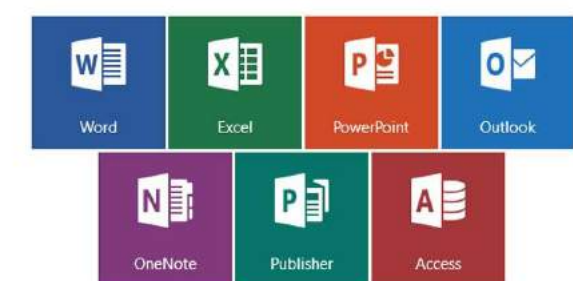 W
X
P
O
Word
Excel
PowerPoint
Outlook
N
P
A
OneNote
Publisher
Access